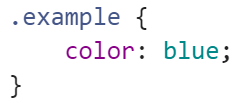 .example {
    color: blue;
}